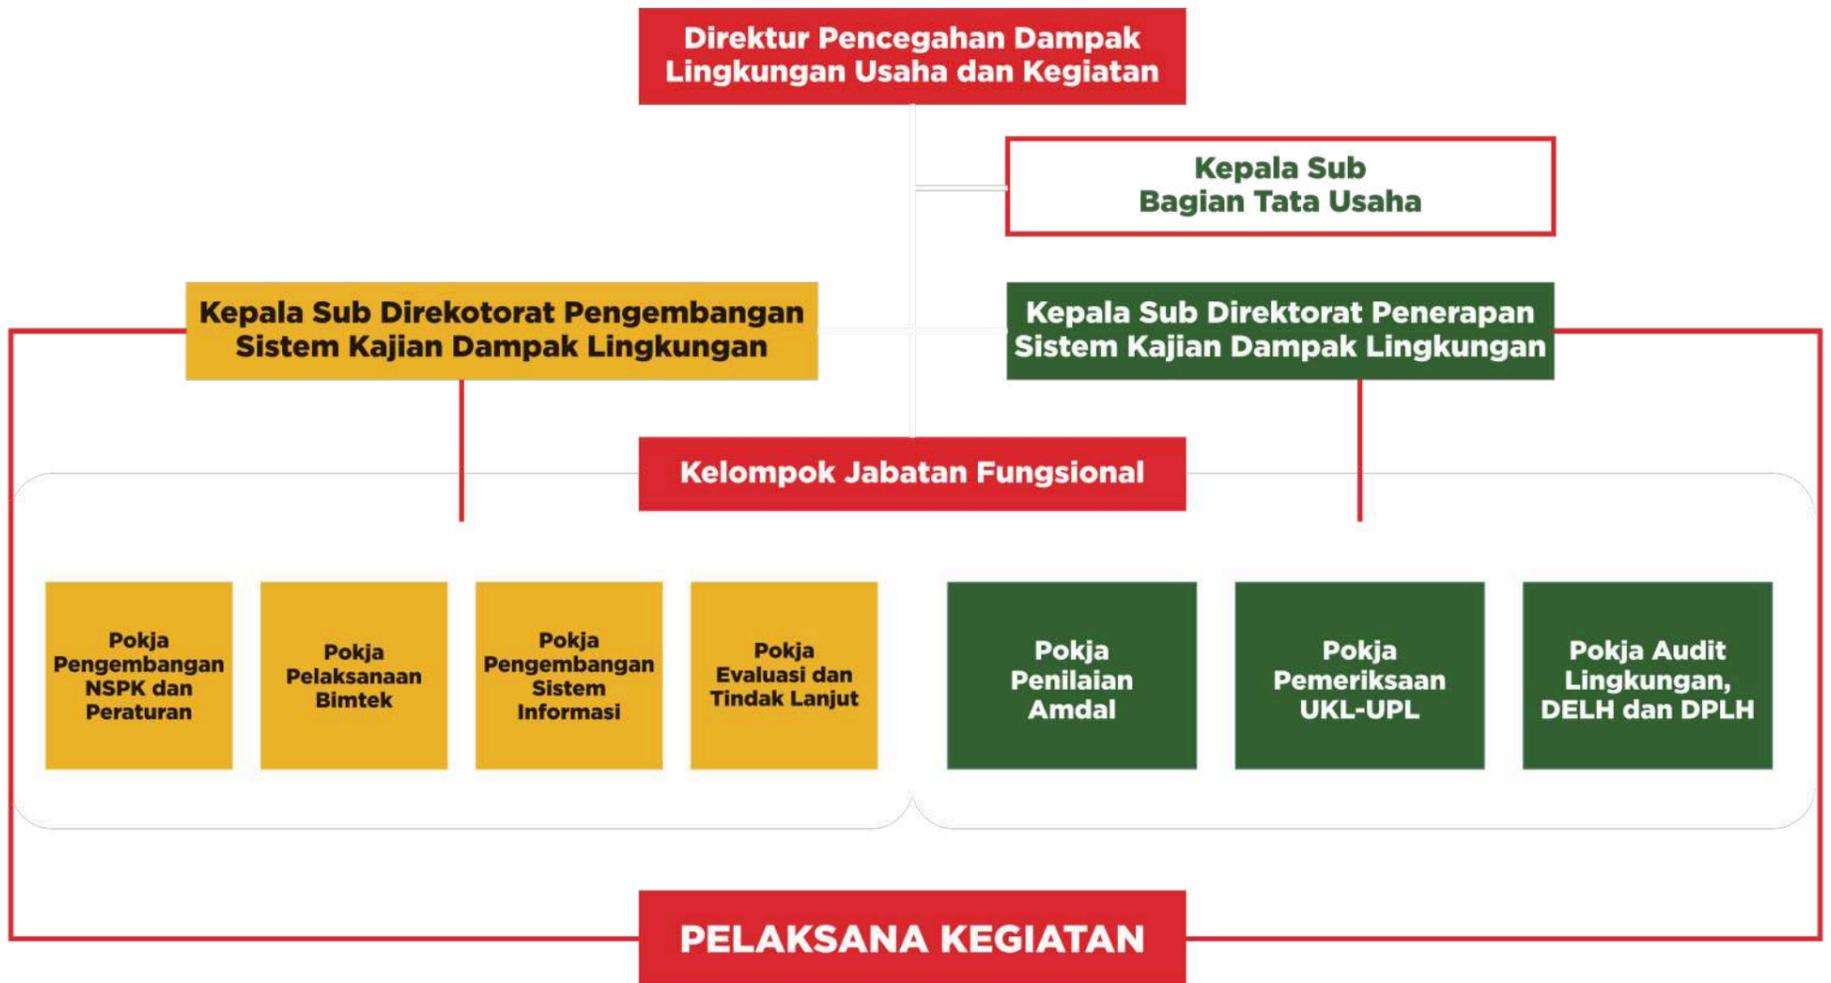 Direktur Pencegahan Dampak
Lingkungan Usaha dan Kegiatan
Kepala Sub
Bagian Tata Usaha
Kepala Sub Direkotorat Pengembangan
Sistem Kajian Dampak Lingkungan
Kepala Sub Direktorat Penerapan
Sistem Kajian Dampak Lingkungan
Kelompok Jabatan Fungsional
Pokja
Pengembangan
NSPK dan
Peraturan
Pokja
Pelaksanaan
Bimtek
Pokja
Pengembangan
Sistem
Informasi
Pokja
Evaluasi dan
Tindak Lanjut
Pokja
Penilaian
Amdal
Pokja
Pemeriksaan
UKL-UPL
Pokja Audit
Lingkungan,
DELH dan DPLH
PELAKSANA KEGIATAN